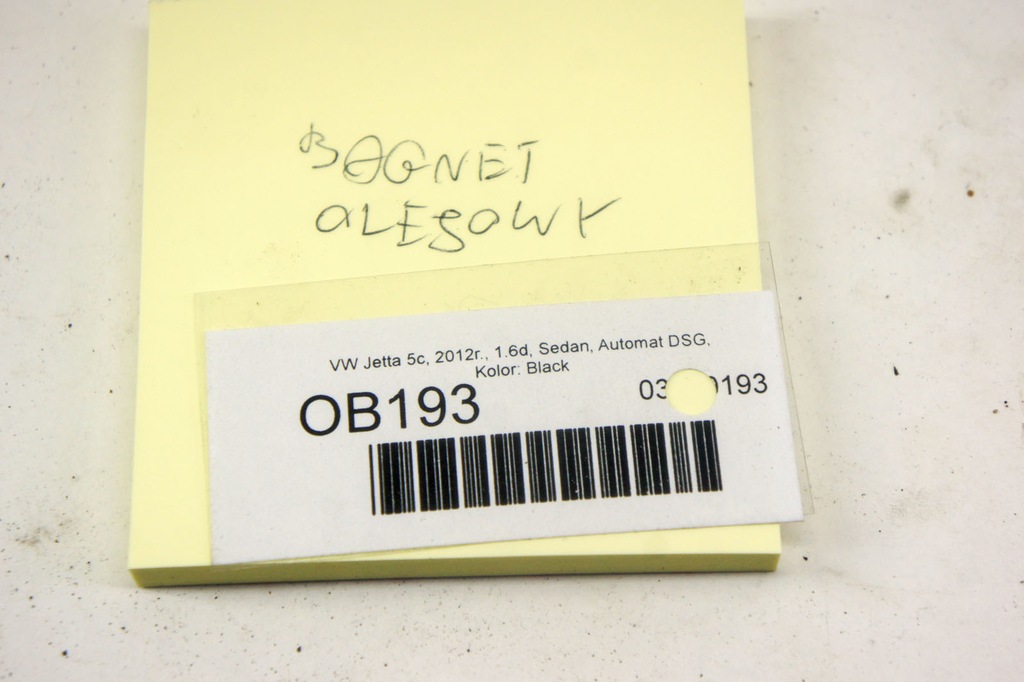 BAGNET
OLEJOWY
VW Jetta 5c, 2012r., 1.6d, Sedan, Automat DSG,
Kolor: Black
OB193